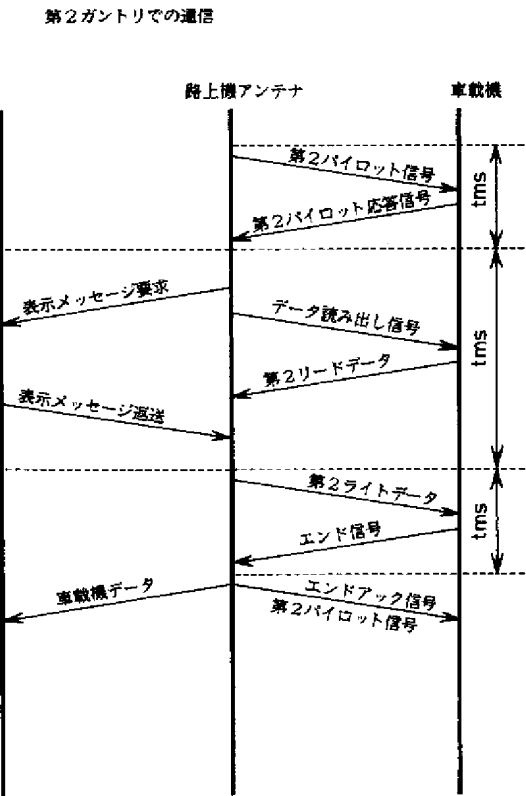 第2ガントリでの通信
路上機アンテナ
車載機
第2パイロット信号
tms
第2パイロット応答信号
表示メッセージ要求
データ読み出し信号
tms
第2リードデータ
表示メッセージ返送
第2ライトデータ
tms
エンド信号
車載機データ
エンドアック信号
第2パイロット信号